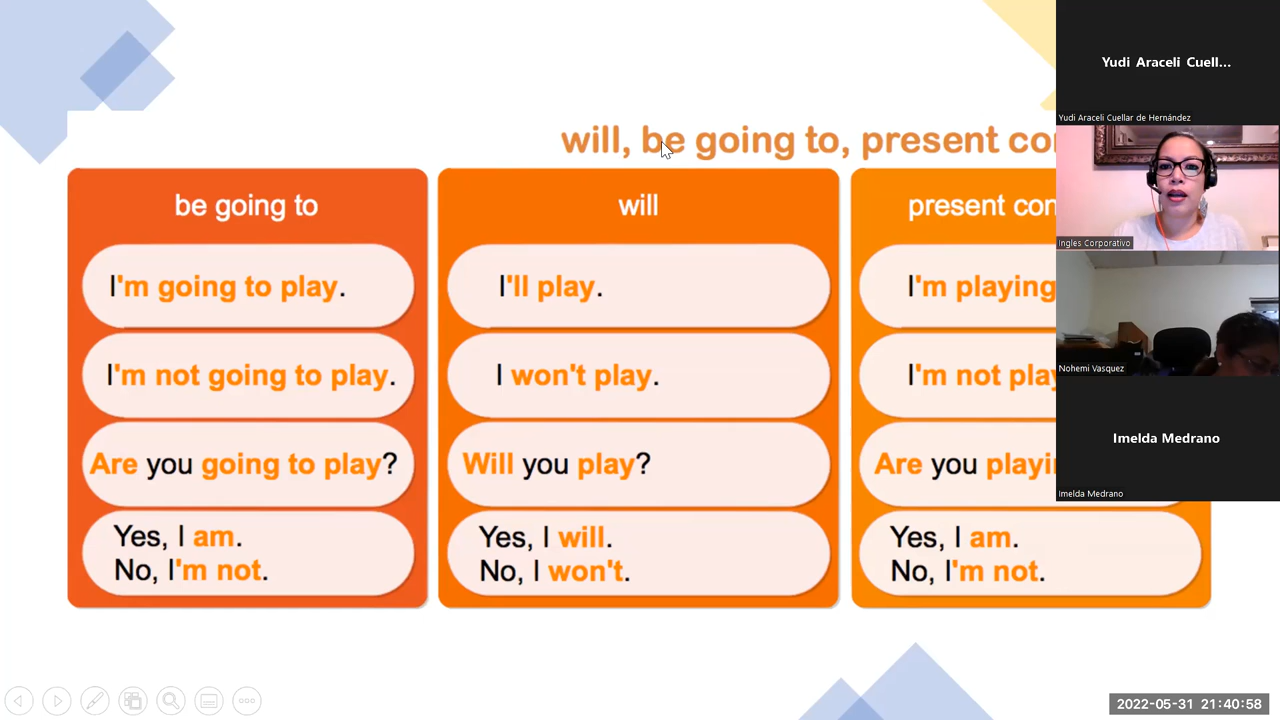 will, be going to, present co
be going to
I'm going to play.
I'm not going to play.
Are you going to play?
Yes, I am.
No, I'm not.
will
I'll play.
I won't play.
Will you play?
Yes, I will.
No, I won't.
present con
I'm playing
I'm not play
Are you playi
Yes, I am.
No, I'm not.
Yudi Araceli Cuell...
Yudi Araceli Cuellar de Hernández
Ingles Corporativo
Nohemi Vasquez
Imelda Medrano
Imelda Medrano
2022-05-31 21:40:58